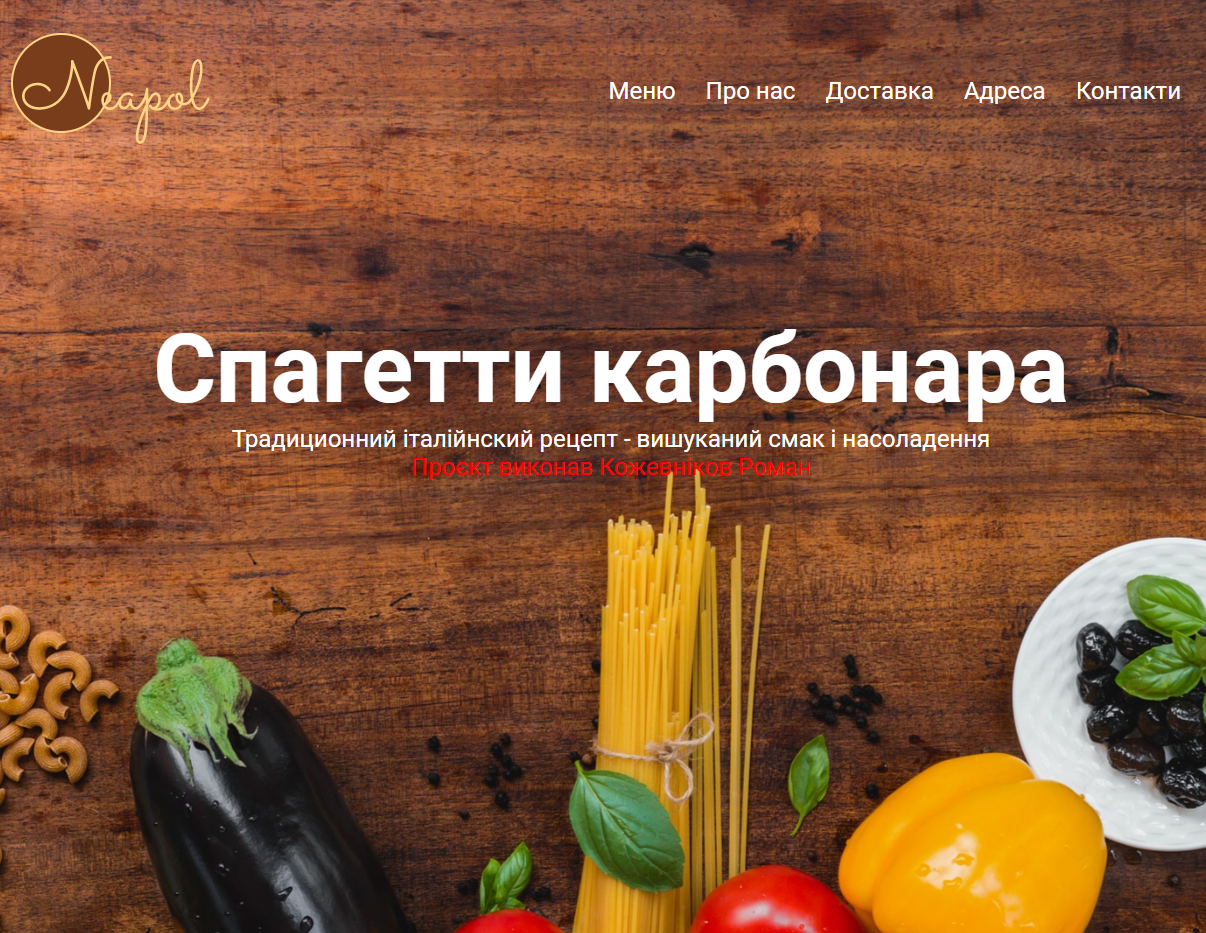 Neapol
Меню Про нас Доставка Адреса Контакти
Спагетти карбонара
Традиционний італійнский рецепт - вишуканий смак і насоладення
Проєкт виконав Кожевніков Роман